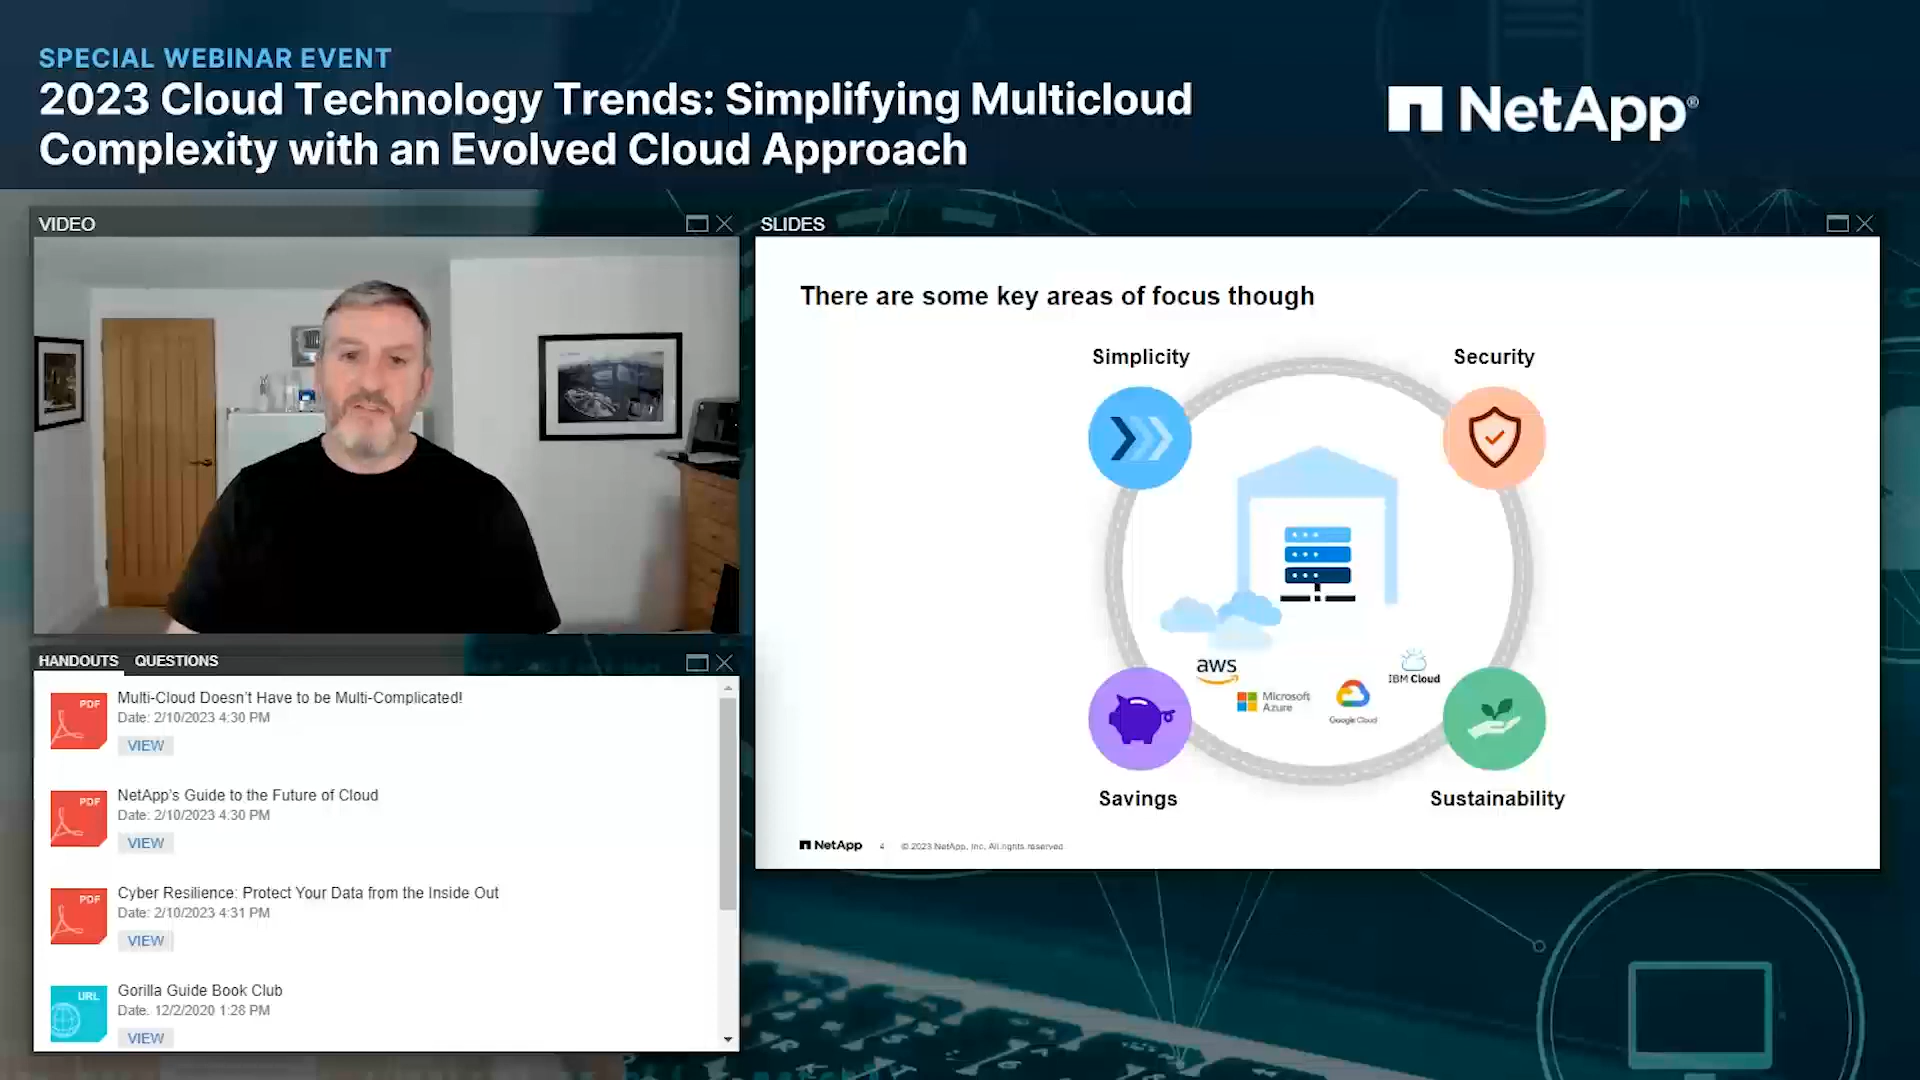 SPECIAL WEBINAR EVENT
2023 Cloud Technology Trends: Simplifying Multicloud
Complexity with an Evolved Cloud Approach
NetApp®
VIDEO
SLIDES
There are some key areas of focus though
Simplicity
Security
aws
Microsoft
Azure
Google Cloud
IBM Cloud
Savings
Sustainability
NetApp
4
© 2023 NetApp, Inc. All rights reserved.
HANDOUTS
QUESTIONS
PDF
Multi-Cloud Doesn't Have to be Multi-Complicated!
Date: 2/10/2023 4:30 PM
VIEW
PDF
NetApp's Guide to the Future of Cloud
Date: 2/10/2023 4:30 PM
VIEW
PDF
Cyber Resilience: Protect Your Data from the Inside Out
Date: 2/10/2023 4:31 PM
VIEW
URL
Gorilla Guide Book Club
Date: 12/2/2020 1:28 PM
VIEW